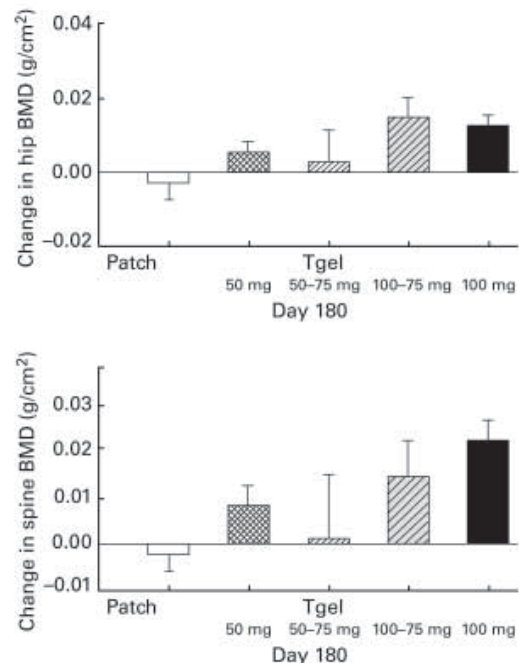 Change in hip BMD (g/cm²)
0.04
0.02
0.00
−0.02
Patch
Tgel
50 mg
50–75 mg
100–75 mg
100 mg
Day 180
Change in spine BMD (g/cm²)
0.03
0.02
0.01
0.00
−0.01
Patch
Tgel
50 mg
50–75 mg
100–75 mg
100 mg
Day 180